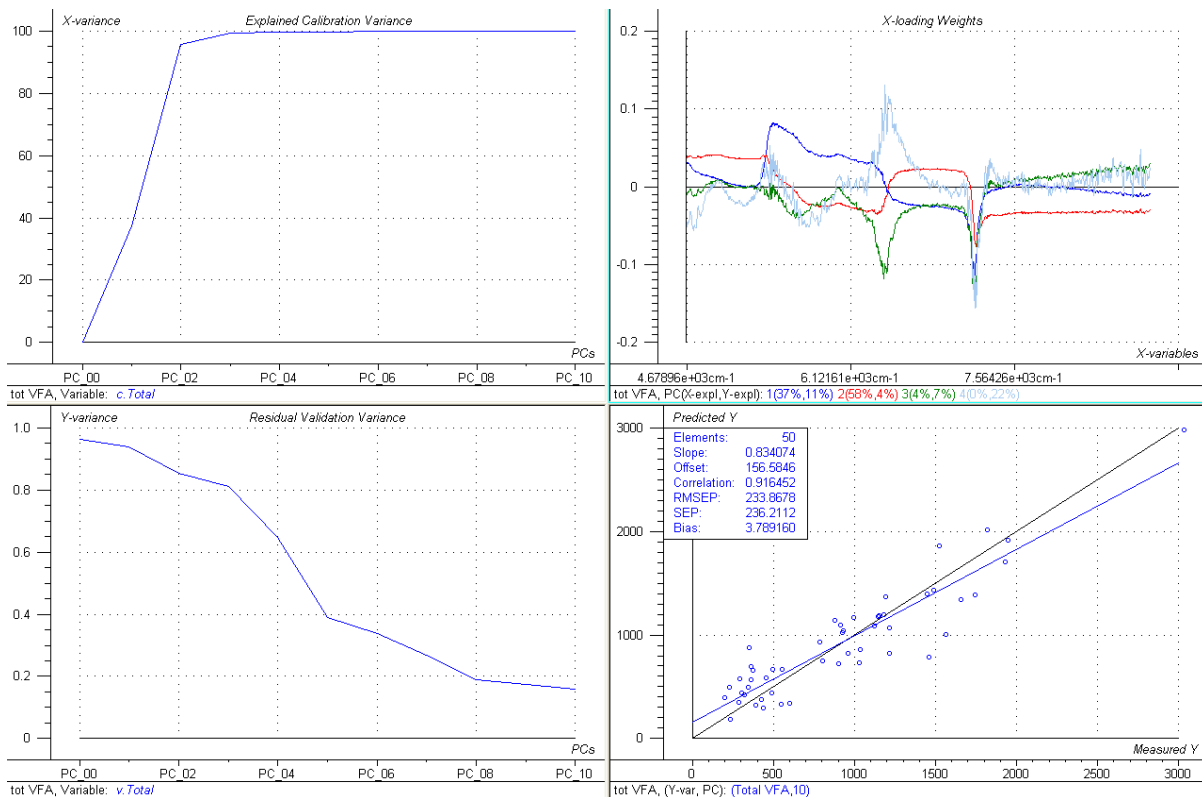 X-variance Explained Calibration Variance
100
80
60
40
20
0
PCs
PC_00 PC_02 PC_04 PC_06 PC_08 PC_10
tot VFA, Variable: c.Total
X-loading Weights
0.2
0.1
0
-0.1
-0.2
X-variables
4.67896e+03cm-1 6.12161e+03cm-1 7.56426e+03cm-1
tot VFA, PC(X-expl,Y-expl): 1(37%,11%) 2(58%,4%) 3(4%,7%) 4(0%,22%)
Y-variance Residual Validation Variance
1.0
0.8
0.6
0.4
0.2
0
PCs
PC_00 PC_02 PC_04 PC_06 PC_08 PC_10
tot VFA, Variable: v.Total
Predicted Y
3000
2000
1000
0
Elements: 50
Slope: 0.834074
Offset: 156.5846
Correlation: 0.916452
RMSEP: 233.8678
SEP: 236.2112
Bias: 3.789160
Measured Y
0 500 1000 1500 2000 2500 3000
tot VFA, (Y-var, PC): (Total VFA,10)